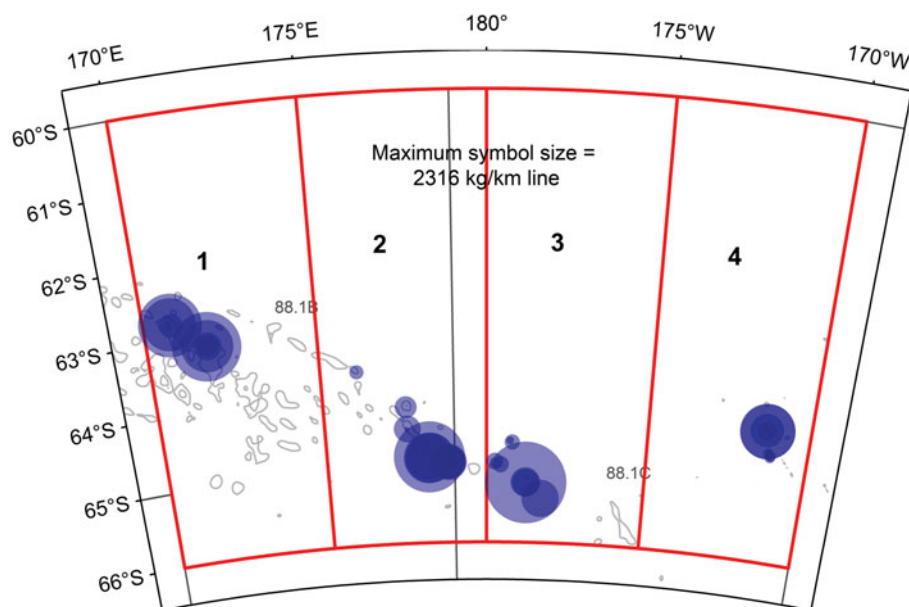 170°E
175°E
180°
175°W
170°W
60°S
61°S
62°S
63°S
64°S
65°S
66°S
Maximum symbol size =
2316 kg/km line
1
2
3
4
88.1B
88.1C